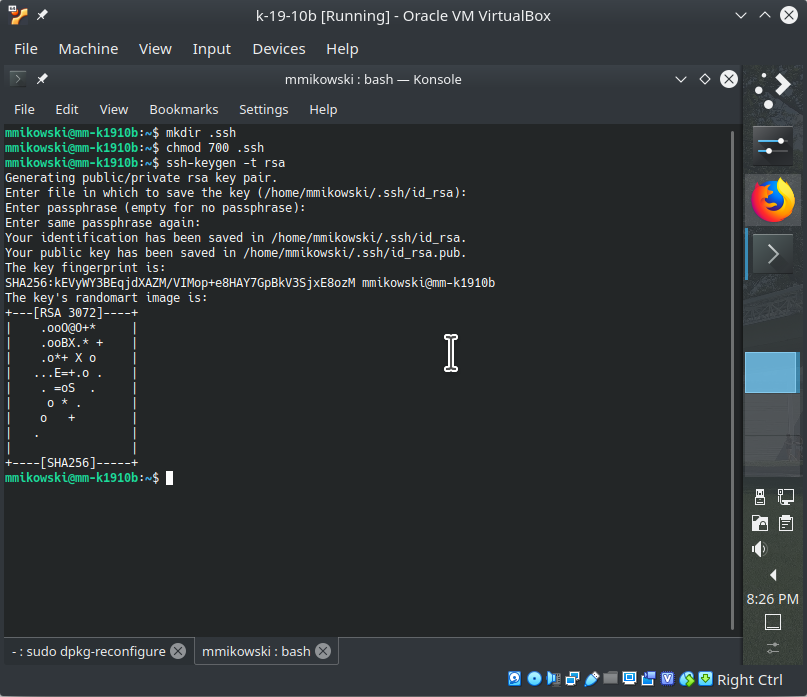 k-19-10b [Running] - Oracle VM VirtualBox
File Machine View Input Devices Help
mmikowski : bash — Konsole
File Edit View Bookmarks Settings Help
mmikowski@mm-k1910b:~$ mkdir .ssh
mmikowski@mm-k1910b:~$ chmod 700 .ssh
mmikowski@mm-k1910b:~$ ssh-keygen -t rsa
Generating public/private rsa key pair.
Enter file in which to save the key (/home/mmikowski/.ssh/id_rsa):
Enter passphrase (empty for no passphrase):
Enter same passphrase again:
Your identification has been saved in /home/mmikowski/.ssh/id_rsa.
Your public key has been saved in /home/mmikowski/.ssh/id_rsa.pub.
The key fingerprint is:
SHA256:kEVyWY3BEqjdXAZM/VIMop+e8HAY7GpBkV3SjxE8ozM mmikowski@mm-k1910b
The key's randomart image is:
+---[RSA 3072]----+
|    .ooO@O+*     |
|    .ooBX.* +    |
|    .o*+ X o     |
|   ...E=+.o .    |
|    . =oS  .     |
|     o * .       |
|    o   +        |
|   .             |
|                 |
+----[SHA256]-----+
mmikowski@mm-k1910b:~$
8:26 PM
- : sudo dpkg-reconfigure
mmikowski : bash
Right Ctrl